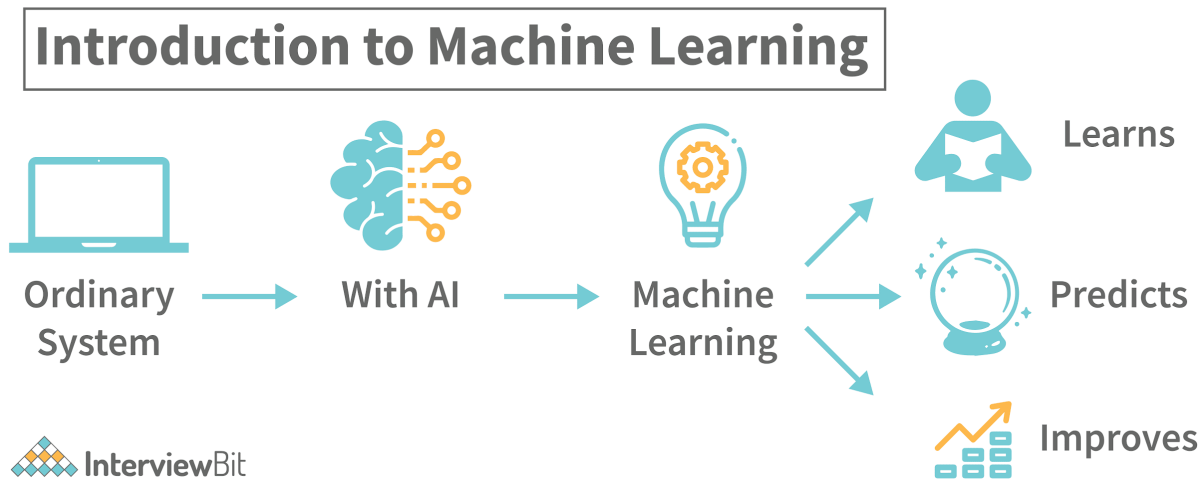 Introduction to Machine Learning
Ordinary
System
With AI
Machine
Learning
Learns
Predicts
Improves
InterviewBit